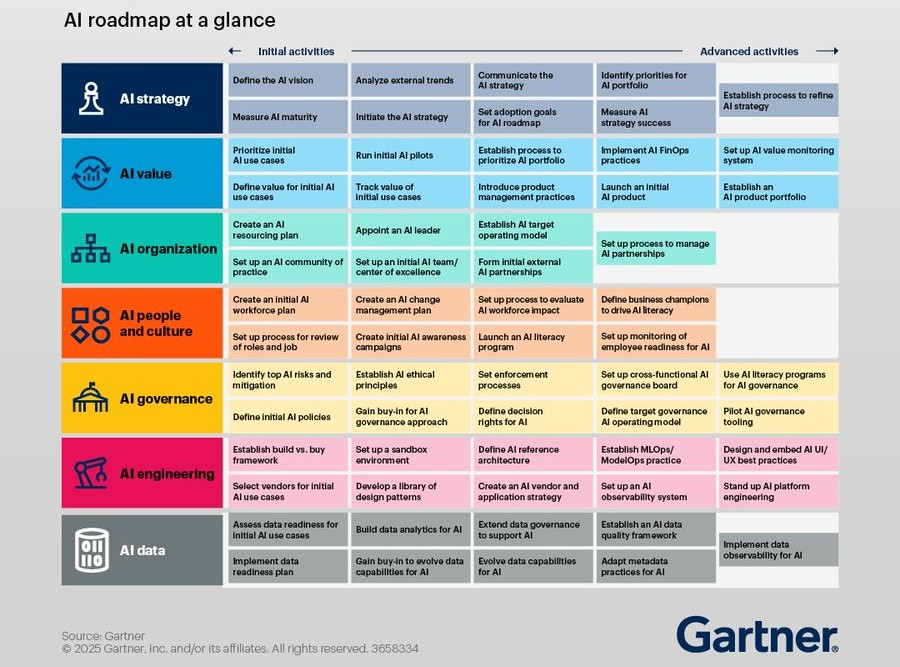 AI roadmap at a glance
Initial activities
Advanced activities
AI strategy
Define the AI vision
Analyze external trends
Communicate the
AI strategy
Identify priorities for
AI portfolio
Establish process to refine
AI strategy
Measure AI maturity
Initiate the AI strategy
Set adoption goals
for AI roadmap
Measure AI
strategy success
AI value
Prioritize initial
AI use cases
Run initial AI pilots
Establish process to
prioritize AI portfolio
Implement AI FinOps
practices
Set up AI value monitoring
system
Define value for initial AI
use cases
Track value of
initial use cases
Introduce product
management practices
Launch an initial
AI product
Establish an
AI product portfolio
AI organization
Create an AI
resourcing plan
Appoint an AI leader
Establish AI target
operating model
Set up process to manage
AI partnerships
Set up an AI community of
practice
Set up an initial AI team/
center of excellence
Form initial external
AI partnerships
AI people
and culture
Create an initial AI
workforce plan
Create an AI change
management plan
Set up process to evaluate
AI workforce impact
Define business champions
to drive AI literacy
Set up process for review
of roles and job
Create initial AI awareness
campaigns
Launch an AI literacy
program
Set up monitoring of
employee readiness for AI
AI governance
Identify top AI risks and
mitigation
Establish AI ethical
principles
Set enforcement
processes
Set up cross-functional AI
governance board
Use AI literacy programs
for AI governance
Define initial AI policies
Gain buy-in for AI
governance approach
Define decision
rights for AI
Define target governance
AI operating model
Pilot AI governance
tooling
AI engineering
Establish build vs. buy
framework
Set up a sandbox
environment
Define AI reference
architecture
Establish MLOps/
ModelOps practice
Design and embed AI UI/
UX best practices
Select vendors for initial
AI use cases
Develop a library of
design patterns
Create an AI vendor and
application strategy
Set up an AI
observability system
Stand up AI platform
engineering
AI data
Assess data readiness for
initial AI use cases
Build data analytics for AI
Extend data governance
to support AI
Establish an AI data
quality framework
Implement data
observability for AI
Implement data
readiness plan
Gain buy-in to evolve data
capabilities for AI
Evolve data capabilities
for AI
Adapt metadata
practices for AI
Source: Gartner
© 2025 Gartner, Inc. and/or its affiliates. All rights reserved. 3658334
Gartner®